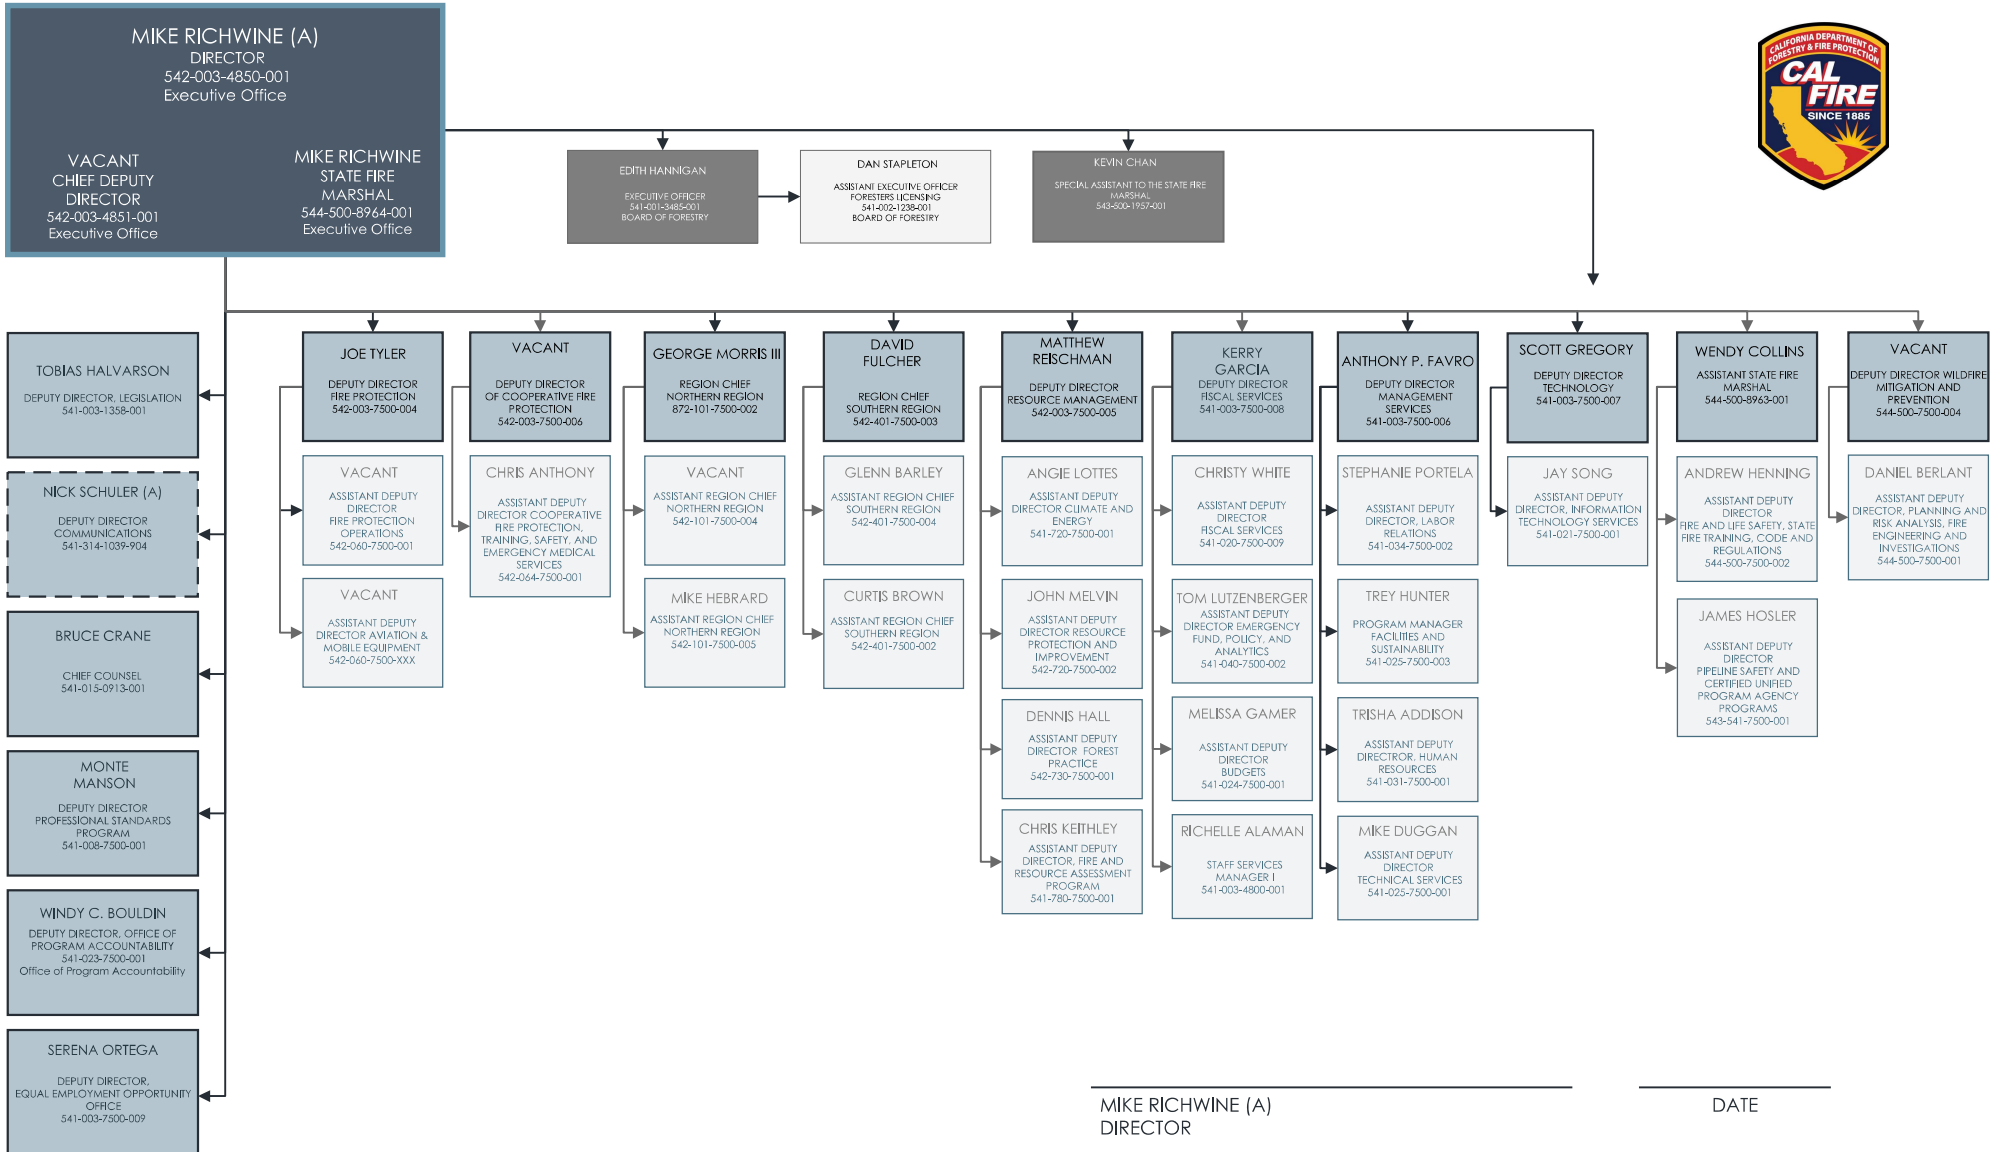 MIKE RICHWINE (A)
DIRECTOR
542-003-4850-001
Executive Office
VACANT
CHIEF DEPUTY
DIRECTOR
542-003-4851-001
Executive Office
MIKE RICHWINE
STATE FIRE
MARSHAL
544-500-8964-001
Executive Office
EDITH HANNIGAN
EXECUTIVE OFFICER
541-001-3485-001
BOARD OF FORESTRY
DAN STAPLETON
ASSISTANT EXECUTIVE OFFICER
FORESTERS LICENSING
541-002-1238-001
BOARD OF FORESTRY
KEVIN CHAN
SPECIAL ASSISTANT TO THE STATE FIRE
MARSHAL
543-500-1957-001
CALIFORNIA DEPARTMENT OF
FORESTRY & FIRE PROTECTION
CAL
FIRE
SINCE 1885
TOBIAS HALVARSON
DEPUTY DIRECTOR, LEGISLATION
541-003-1358-001
NICK SCHULER (A)
DEPUTY DIRECTOR
COMMUNICATIONS
541-314-1039-904
BRUCE CRANE
CHIEF COUNSEL
541-015-0913-001
MONTE
MANSON
DEPUTY DIRECTOR
PROFESSIONAL STANDARDS
PROGRAM
541-008-7500-001
WINDY C. BOULDIN
DEPUTY DIRECTOR, OFFICE OF
PROGRAM ACCOUNTABILITY
541-023-7500-001
Office of Program Accountability
SERENA ORTEGA
DEPUTY DIRECTOR,
EQUAL EMPLOYMENT OPPORTUNITY
OFFICE
541-003-7500-009
JOE TYLER
DEPUTY DIRECTOR
FIRE PROTECTION
542-003-7500-004
VACANT
ASSISTANT DEPUTY
DIRECTOR
FIRE PROTECTION
OPERATIONS
542-060-7500-001
VACANT
ASSISTANT DEPUTY
DIRECTOR AVIATION &
MOBILE EQUIPMENT
542-060-7500-XXX
VACANT
DEPUTY DIRECTOR
OF COOPERATIVE FIRE
PROTECTION
542-003-7500-006
CHRIS ANTHONY
ASSISTANT DEPUTY
DIRECTOR COOPERATIVE
FIRE PROTECTION,
TRAINING, SAFETY, AND
EMERGENCY MEDICAL
SERVICES
542-064-7500-001
GEORGE MORRIS III
REGION CHIEF
NORTHERN REGION
872-101-7500-002
VACANT
ASSISTANT REGION CHIEF
NORTHERN REGION
542-101-7500-004
MIKE HEBRARD
ASSISTANT REGION CHIEF
NORTHERN REGION
542-101-7500-005
DAVID
FULCHER
REGION CHIEF
SOUTHERN REGION
542-401-7500-003
GLENN BARLEY
ASSISTANT REGION CHIEF
SOUTHERN REGION
542-401-7500-004
CURTIS BROWN
ASSISTANT REGION CHIEF
SOUTHERN REGION
542-401-7500-002
MATTHEW
REISCHMAN
DEPUTY DIRECTOR
RESOURCE MANAGEMENT
542-003-7500-005
ANGIE LOTTES
ASSISTANT DEPUTY
DIRECTOR CLIMATE AND
ENERGY
541-720-7500-001
JOHN MELVIN
ASSISTANT DEPUTY
DIRECTOR RESOURCE
PROTECTION AND
IMPROVEMENT
542-720-7500-002
DENNIS HALL
ASSISTANT DEPUTY
DIRECTOR FOREST
PRACTICE
542-730-7500-001
CHRIS KEITHLEY
ASSISTANT DEPUTY
DIRECTOR, FIRE AND
RESOURCE ASSESSMENT
PROGRAM
541-780-7500-001
KERRY
GARCIA
DEPUTY DIRECTOR
FISCAL SERVICES
541-003-7500-008
CHRISTY WHITE
ASSISTANT DEPUTY
DIRECTOR
FISCAL SERVICES
541-020-7500-009
TOM LUTZENBERGER
ASSISTANT DEPUTY
DIRECTOR EMERGENCY
FUND, POLICY, AND
ANALYTICS
541-040-7500-002
MELISSA GAMER
ASSISTANT DEPUTY
DIRECTOR
BUDGETS
541-024-7500-001
RICHELLE ALAMAN
STAFF SERVICES
MANAGER I
541-003-4800-001
ANTHONY P. FAVRO
DEPUTY DIRECTOR
MANAGEMENT
SERVICES
541-003-7500-006
STEPHANIE PORTELA
ASSISTANT DEPUTY
DIRECTOR, LABOR
RELATIONS
541-034-7500-002
TREY HUNTER
PROGRAM MANAGER
FACILITIES AND
SUSTAINABILITY
541-025-7500-003
TRISHA ADDISON
ASSISTANT DEPUTY
DIRECTROR, HUMAN
RESOURCES
541-031-7500-001
MIKE DUGGAN
ASSISTANT DEPUTY
DIRECTOR
TECHNICAL SERVICES
541-025-7500-001
SCOTT GREGORY
DEPUTY DIRECTOR
TECHNOLOGY
541-003-7500-007
JAY SONG
ASSISTANT DEPUTY
DIRECTOR, INFORMATION
TECHNOLOGY SERVICES
541-021-7500-001
WENDY COLLINS
ASSISTANT STATE FIRE
MARSHAL
544-500-8963-001
ANDREW HENNING
ASSISTANT DEPUTY
DIRECTOR
FIRE AND LIFE SAFETY, STATE
FIRE TRAINING, CODE AND
REGULATIONS
544-500-7500-002
JAMES HOSLER
ASSISTANT DEPUTY
DIRECTOR
PIPELINE SAFETY AND
CERTIFIED UNIFIED
PROGRAM AGENCY
PROGRAMS
543-541-7500-001
VACANT
DEPUTY DIRECTOR WILDFIRE
MITIGATION AND
PREVENTION
544-500-7500-004
DANIEL BERLANT
ASSISTANT DEPUTY
DIRECTOR, PLANNING AND
RISK ANALYSIS, FIRE
ENGINEERING AND
INVESTIGATIONS
544-500-7500-001
MIKE RICHWINE (A)
DIRECTOR
DATE